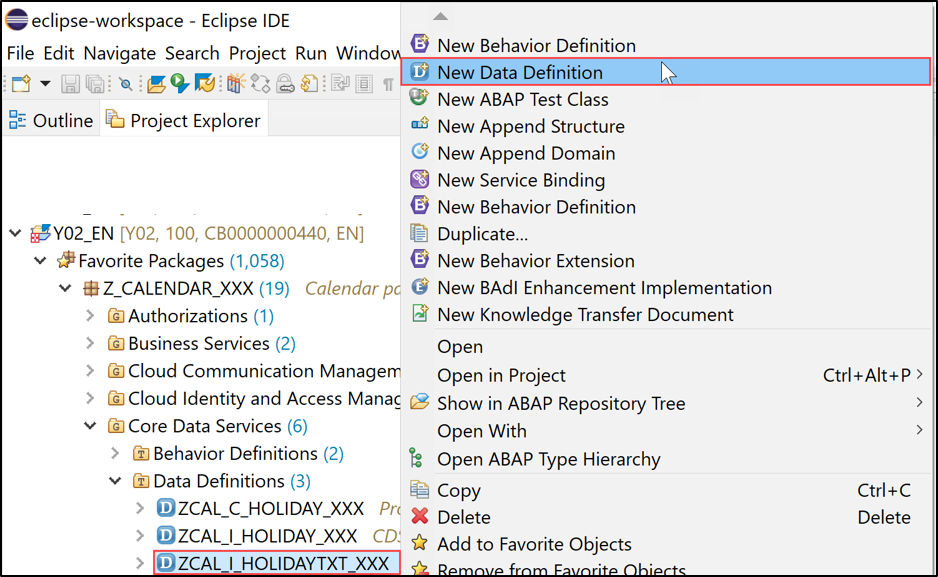 eclipse-workspace - Eclipse IDE
File Edit Navigate Search Project Run Window
Outline Project Explorer
Y02_EN [Y02, 100, CB0000000440, EN]
Favorite Packages (1,058)
Z_CALENDAR_XXX (19) Calendar pa
Authorizations (1)
Business Services (2)
Cloud Communication Managem
Cloud Identity and Access Manag
Core Data Services (6)
Behavior Definitions (2)
Data Definitions (3)
ZCAL_C_HOLIDAY_XXX Pro
ZCAL_I_HOLIDAY_XXX CDS
ZCAL_I_HOLIDAYTXT_XXX
New Behavior Definition
New Data Definition
New ABAP Test Class
New Append Structure
New Append Domain
New Service Binding
New Behavior Definition
Duplicate...
New Behavior Extension
New BAdI Enhancement Implementation
New Knowledge Transfer Document
Open
Open in Project Ctrl+Alt+P
Show in ABAP Repository Tree
Open With
Open ABAP Type Hierarchy
Copy Ctrl+C
Delete Delete
Add to Favorite Objects
Remove from Favorite Objects